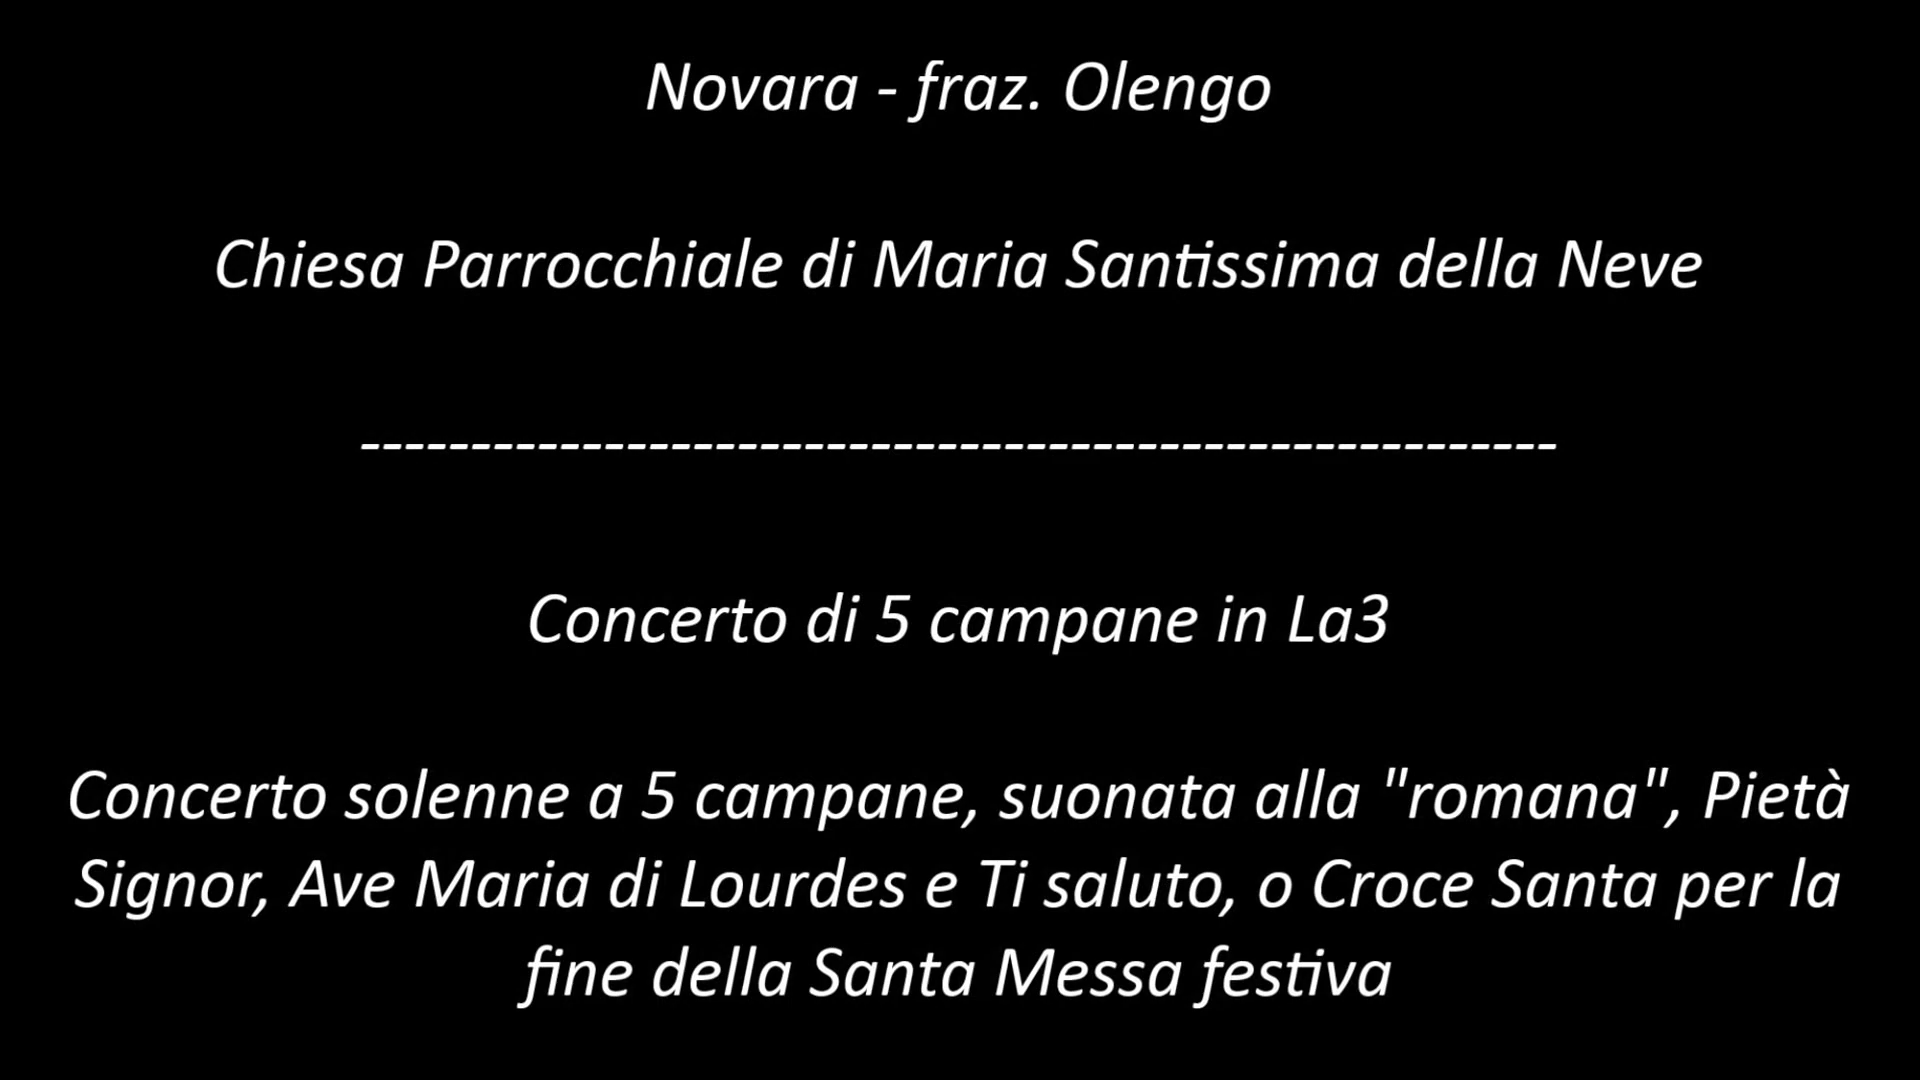 Novara - fraz. Olengo
Chiesa Parrocchiale di Maria Santissima della Neve
------------------------------------------------------
Concerto di 5 campane in La3
Concerto solenne a 5 campane, suonata alla "romana", Pietà
Signor, Ave Maria di Lourdes e Ti saluto, o Croce Santa per la
fine della Santa Messa festiva